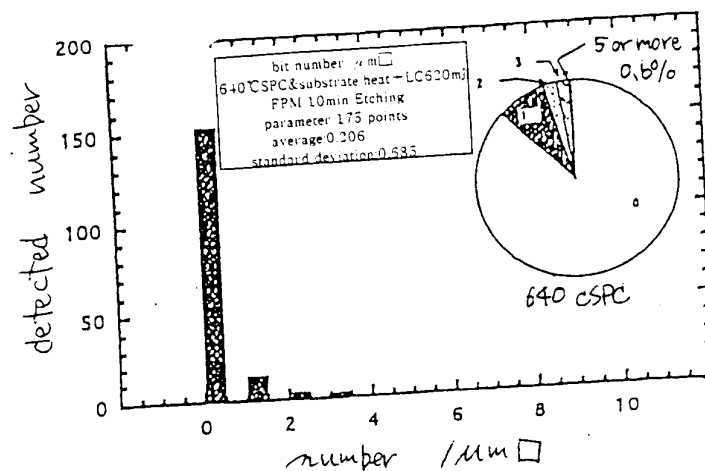 200
150
100
50
0
detected number
0
2
4
6
8
10
number /μm□
bit number μm□
640℃SPC&substrate heat-LC620mj
FPM 10min Etching
parameter 175 points
average:0.206
standard deviation:0.685
5 or more
0.6%
3
2
1
0
640 cSPC